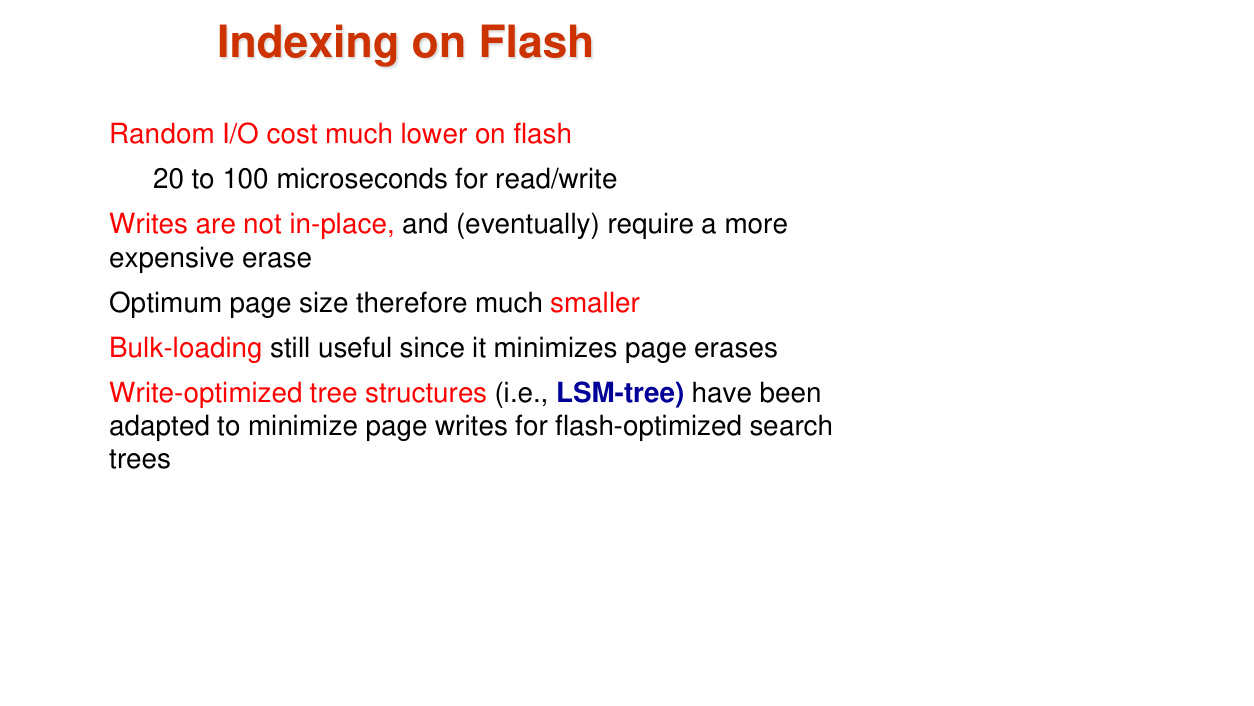 Indexing on Flash
Random I/O cost much lower on flash
20 to 100 microseconds for read/write
Writes are not in-place, and (eventually) require a more
expensive erase
Optimum page size therefore much smaller
Bulk-loading still useful since it minimizes page erases
Write-optimized tree structures (i.e., LSM-tree) have been
adapted to minimize page writes for flash-optimized search
trees